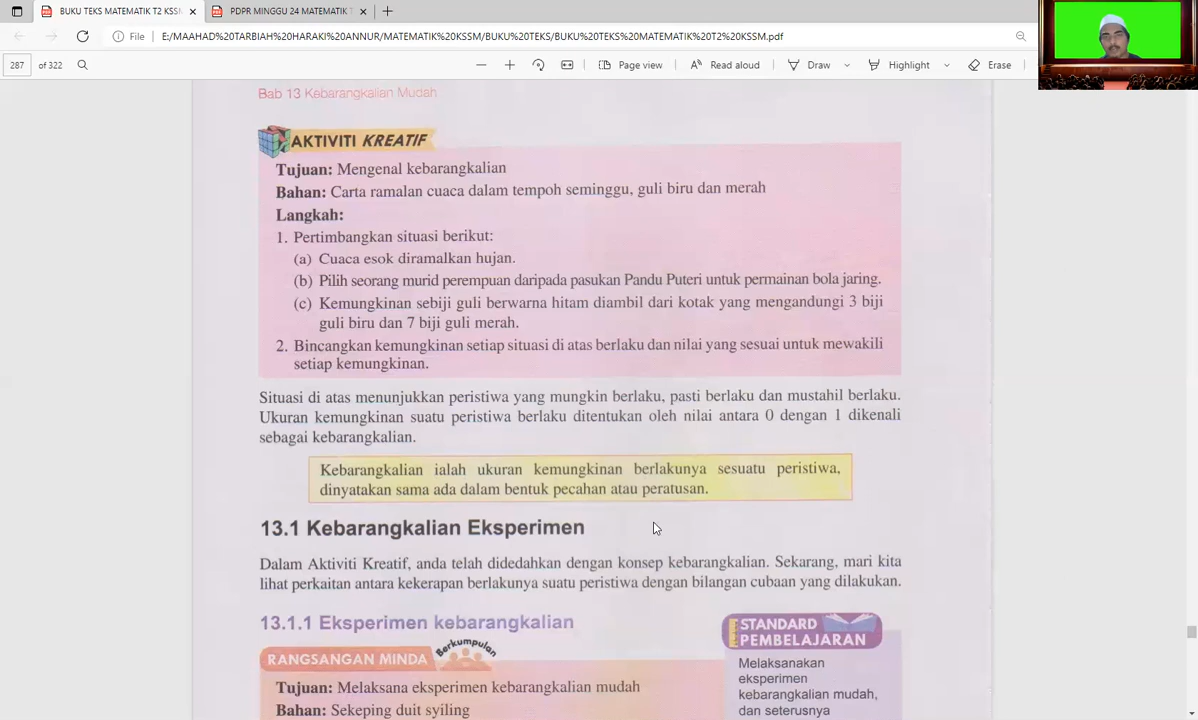 BUKU TEKS MATEMATIK T2 KSSM
PDPR MINGGU 24 MATEMATIK T
File
E:/MAAHAD%20TARBIAH%20HARAKI%20ANNUR/MATEMATIK%20KSSM/BUKU%20TEKS/BUKU%20TEKS%20MATEMATIK%20T2%20KSSM.pdf
287 of 322
Page view
Read aloud
Draw
Highlight
Erase
Bab 13 Kebarangkalian Mudah
AKTIVITI KREATIF
Tujuan: Mengenal kebarangkalian
Bahan: Carta ramalan cuaca dalam tempoh seminggu, guli biru dan merah
Langkah:
1. Pertimbangkan situasi berikut:
(a) Cuaca esok diramalkan hujan.
(b) Pilih seorang murid perempuan daripada pasukan Pandu Puteri untuk permainan bola jaring.
(c) Kemungkinan sebiji guli berwarna hitam diambil dari kotak yang mengandungi 3 biji
guli biru dan 7 biji guli merah.
2. Bincangkan kemungkinan setiap situasi di atas berlaku dan nilai yang sesuai untuk mewakili
setiap kemungkinan.
Situasi di atas menunjukkan peristiwa yang mungkin berlaku, pasti berlaku dan mustahil berlaku.
Ukuran kemungkinan suatu peristiwa berlaku ditentukan oleh nilai antara 0 dengan 1 dikenali
sebagai kebarangkalian.
Kebarangkalian ialah ukuran kemungkinan berlakunya sesuatu peristiwa,
dinyatakan sama ada dalam bentuk pecahan atau peratusan.
13.1 Kebarangkalian Eksperimen
Dalam Aktiviti Kreatif, anda telah didedahkan dengan konsep kebarangkalian. Sekarang, mari kita
lihat perkaitan antara kekerapan berlakunya suatu peristiwa dengan bilangan cubaan yang dilakukan.
13.1.1 Eksperimen kebarangkalian
RANGSANGAN MINDA
Berkumpulan
Tujuan: Melaksana eksperimen kebarangkalian mudah
Bahan: Sekeping duit syiling
STANDARD
PEMBELAJARAN
Melaksanakan
eksperimen
kebarangkalian mudah,
dan seterusnya